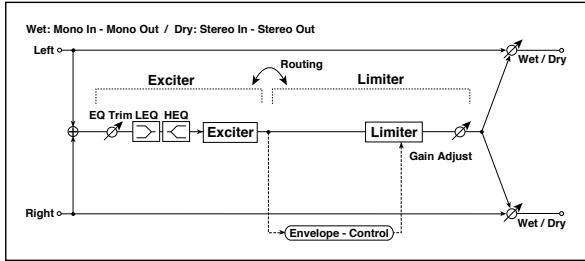 Wet: Mono In - Mono Out / Dry: Stereo In - Stereo Out
Left
Wet / Dry
Routing
Exciter
Limiter
EQ Trim LEQ HEQ
Exciter
Limiter
Gain Adjust
Right
Wet / Dry
Envelope - Control